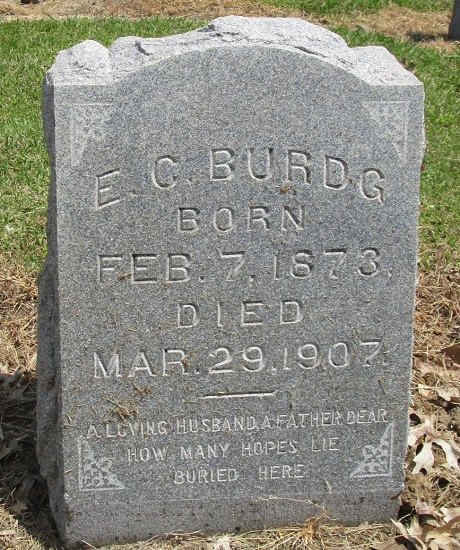 E. C. BURDG
BORN
FEB. 7, 1873.
DIED
MAR. 29, 1907.
A LOVING HUSBAND, A FATHER DEAR
HOW MANY HOPES LIE
BURIED HERE